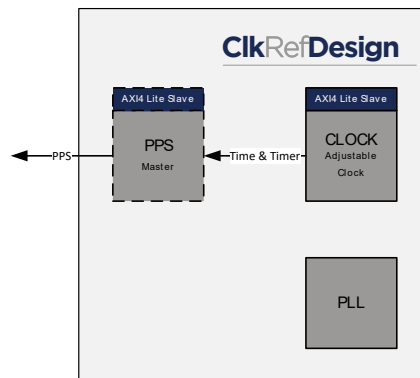 ClkRefDesign
AXI4 Lite Slave
AXI4 Lite Slave
PPS
PPS
Master
Time & Timer
CLOCK
Adjustable
Clock
PLL